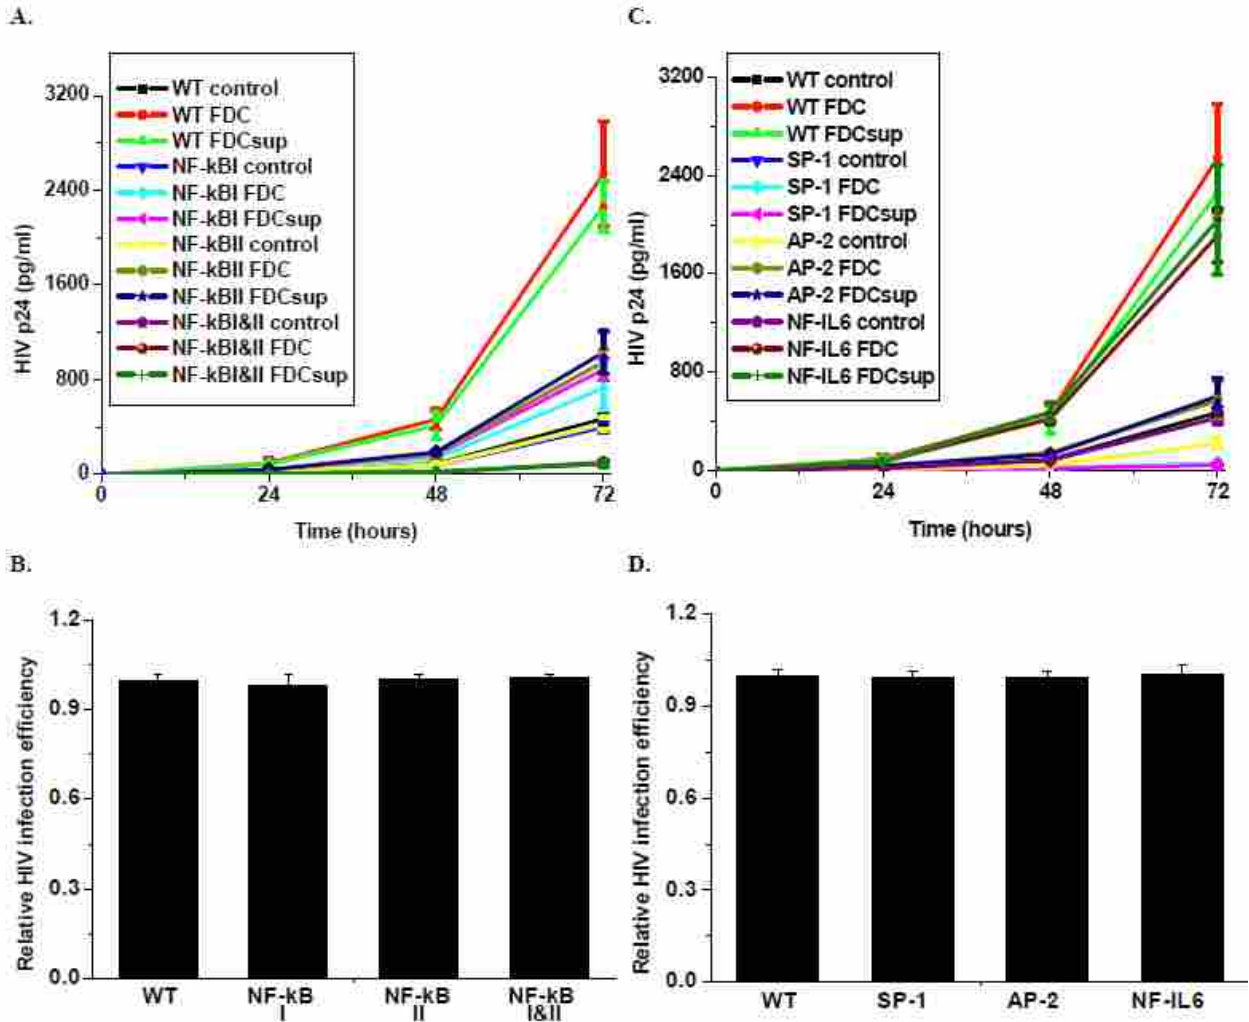 A.
WT control
WT FDC
WT FDCsup
NF-kBI control
NF-kBI FDC
NF-kBI FDCsup
NF-kBII control
NF-kBII FDC
NF-kBII FDCsup
NF-kBI&II control
NF-kBI&II FDC
NF-kBI&II FDCsup
HIV p24 (pg/ml)
3200
2400
1600
800
0
0 24 48 72
Time (hours)
C.
WT control
WT FDC
WT FDCsup
SP-1 control
SP-1 FDC
SP-1 FDCsup
AP-2 control
AP-2 FDC
AP-2 FDCsup
NF-IL6 control
NF-IL6 FDC
NF-IL6 FDCsup
HIV p24 (pg/ml)
3200
2400
1600
800
0
0 24 48 72
Time (hours)
B.
Relative HIV infection efficiency
1.2
0.9
0.6
0.3
0.0
WT NF-kB NF-kB NF-kB
I II I&II
D.
Relative HIV infection efficiency
1.2
0.9
0.6
0.3
0.0
WT SP-1 AP-2 NF-IL6